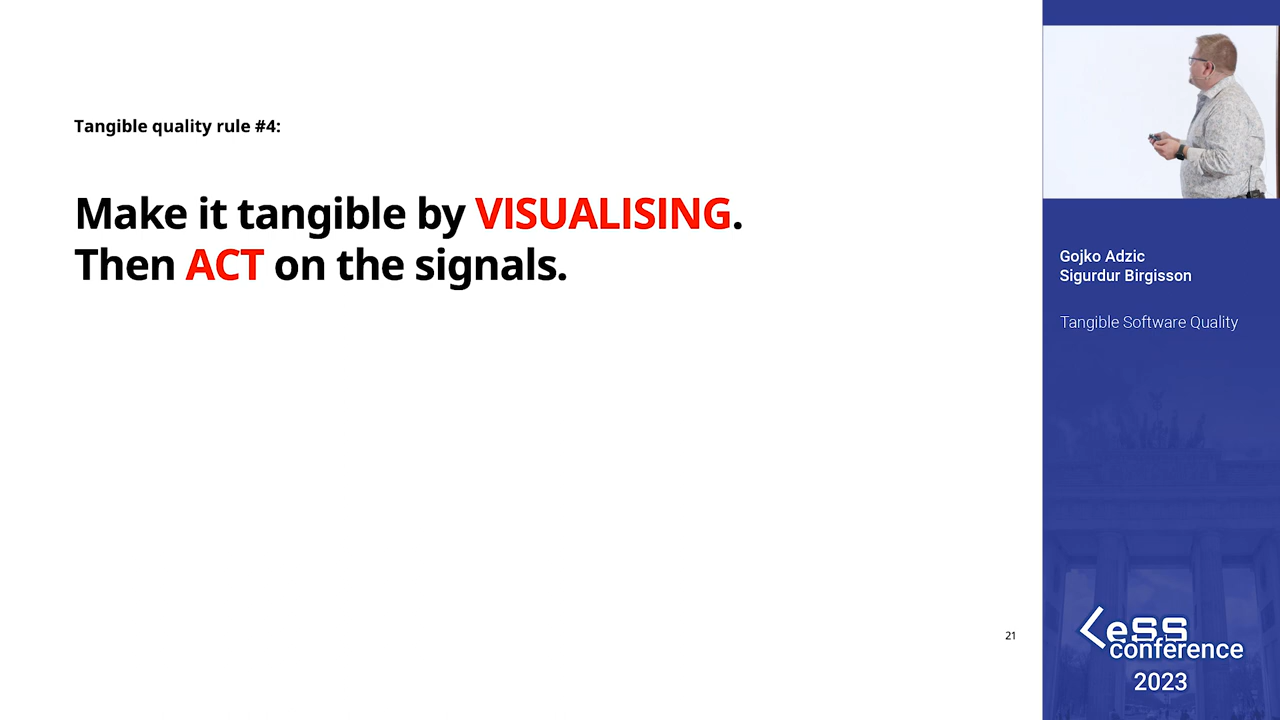 Tangible quality rule #4:
Make it tangible by VISUALISING.
Then ACT on the signals.
21
Gojko Adzic
Sigurdur Birgisson
Tangible Software Quality
LeSS
conference
2023